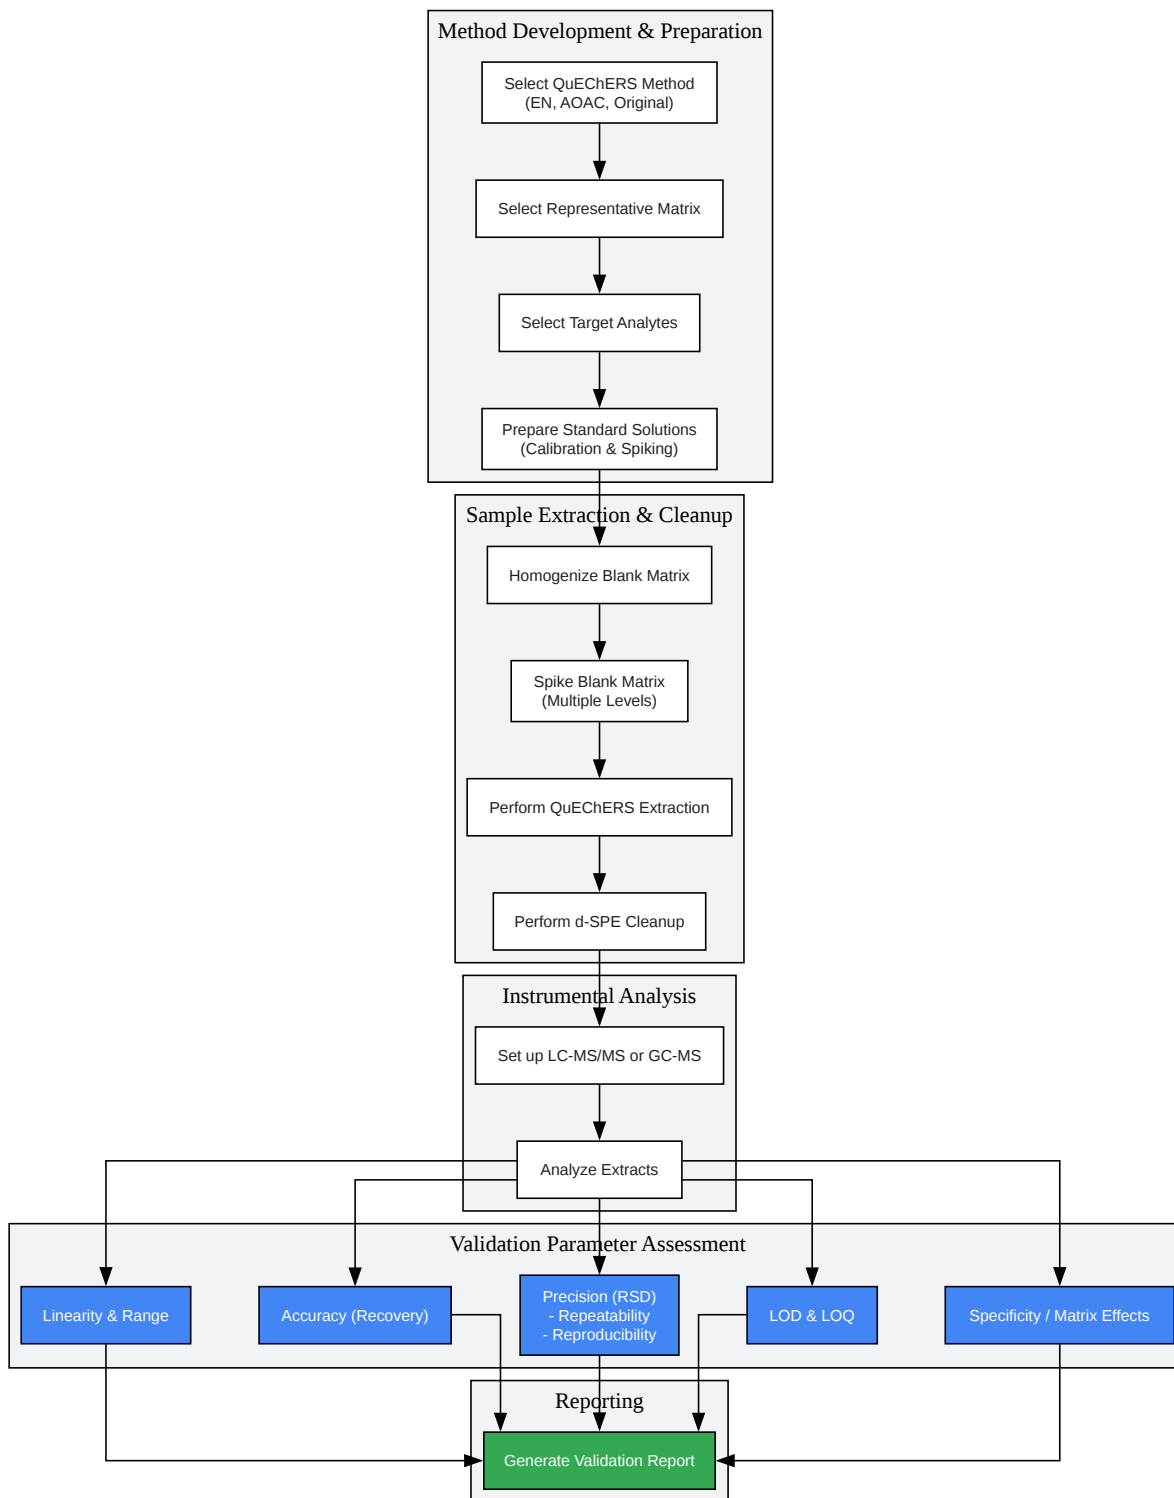 Method Development & Preparation
Select QuEChERS Method
(EN, AOAC, Original)
Select Representative Matrix
Select Target Analytes
Prepare Standard Solutions
(Calibration & Spiking)
Sample Extraction & Cleanup
Homogenize Blank Matrix
Spike Blank Matrix
(Multiple Levels)
Perform QuEChERS Extraction
Perform d-SPE Cleanup
Instrumental Analysis
Set up LC-MS/MS or GC-MS
Analyze Extracts
Validation Parameter Assessment
Linearity & Range
Accuracy (Recovery)
Precision (RSD)
- Repeatability
- Reproducibility
LOD & LOQ
Specificity / Matrix Effects
Reporting
Generate Validation Report